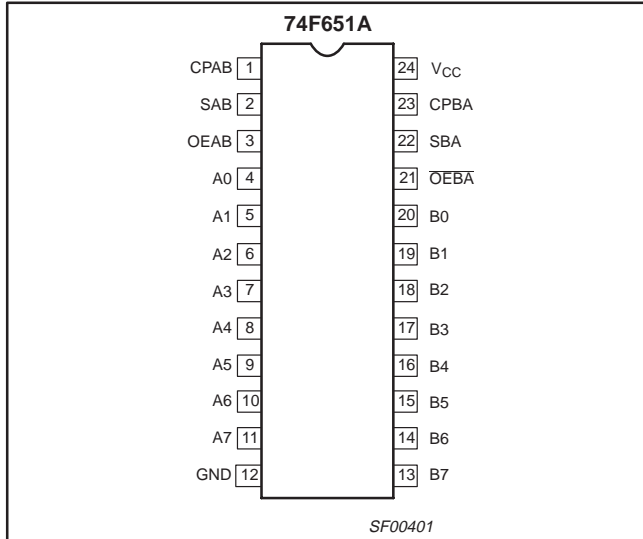 74F651A
CPAB 1 24 VCC
SAB 2 23 CPBA
OEAB 3 22 SBA
A0 4 21 O̅E̅B̅A̅
A1 5 20 B0
A2 6 19 B1
A3 7 18 B2
A4 8 17 B3
A5 9 16 B4
A6 10 15 B5
A7 11 14 B6
GND 12 13 B7
SF00401